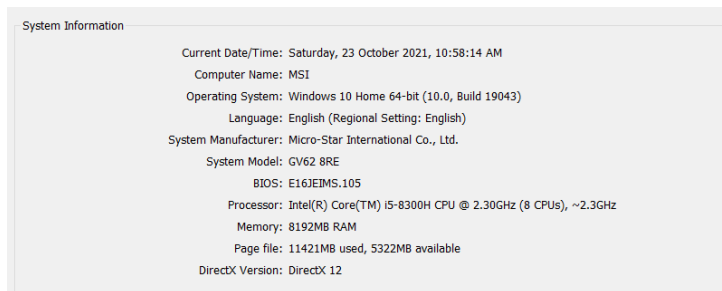 System Information
Current Date/Time: Saturday, 23 October 2021, 10:58:14 AM
Computer Name: MSI
Operating System: Windows 10 Home 64-bit (10.0, Build 19043)
Language: English (Regional Setting: English)
System Manufacturer: Micro-Star International Co., Ltd.
System Model: GV62 8RE
BIOS: E16JEIMS.105
Processor: Intel(R) Core(TM) i5-8300H CPU @ 2.30GHz (8 CPUs), ~2.3GHz
Memory: 8192MB RAM
Page file: 11421MB used, 5322MB available
DirectX Version: DirectX 12